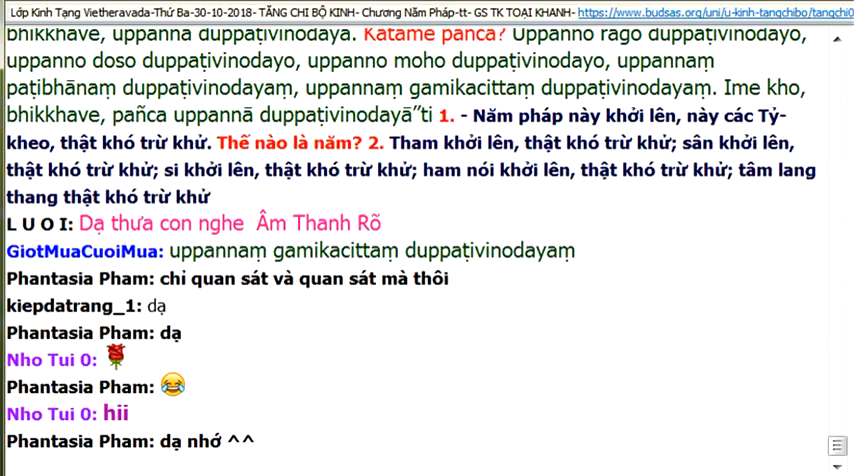 Lớp Kinh Tạng Vietheravada-Thứ Ba-30-10-2018- TĂNG CHI BỘ KINH- Chương Năm Pháp-tt- GS TK TOẠI KHANH- https://www.budsas.org/uni/u-kinh-tangchibo/tangchi0
bhikkhave, uppannā duppaṭivinodayā. Katame pañca? Uppanno rāgo duppaṭivinodayo,
uppanno doso duppaṭivinodayo, uppanno moho duppaṭivinodayo, uppannaṃ
paṭibhānaṃ duppaṭivinodayaṃ, uppannaṃ gamikacittaṃ duppaṭivinodayaṃ. Ime kho,
bhikkhave, pañca uppannā duppaṭivinodayā”ti 1. - Năm pháp này khởi lên, này các Tỷ-
kheo, thật khó trừ khử. Thế nào là năm? 2. Tham khởi lên, thật khó trừ khử; sân khởi lên,
thật khó trừ khử; si khởi lên, thật khó trừ khử; ham nói khởi lên, thật khó trừ khử; tâm lang
thang thật khó trừ khử
L U O I: Dạ thưa con nghe Âm Thanh Rõ
GiotMuaCuoiMua: uppannaṃ gamikacittaṃ duppaṭivinodayaṃ
Phantasia Pham: chỉ quan sát và quan sát mà thôi
kiepdatrang_1: dạ
Phantasia Pham: dạ
Nho Tui 0: 🌹
Phantasia Pham: 😂
Nho Tui 0: hii
Phantasia Pham: dạ nhớ ^^